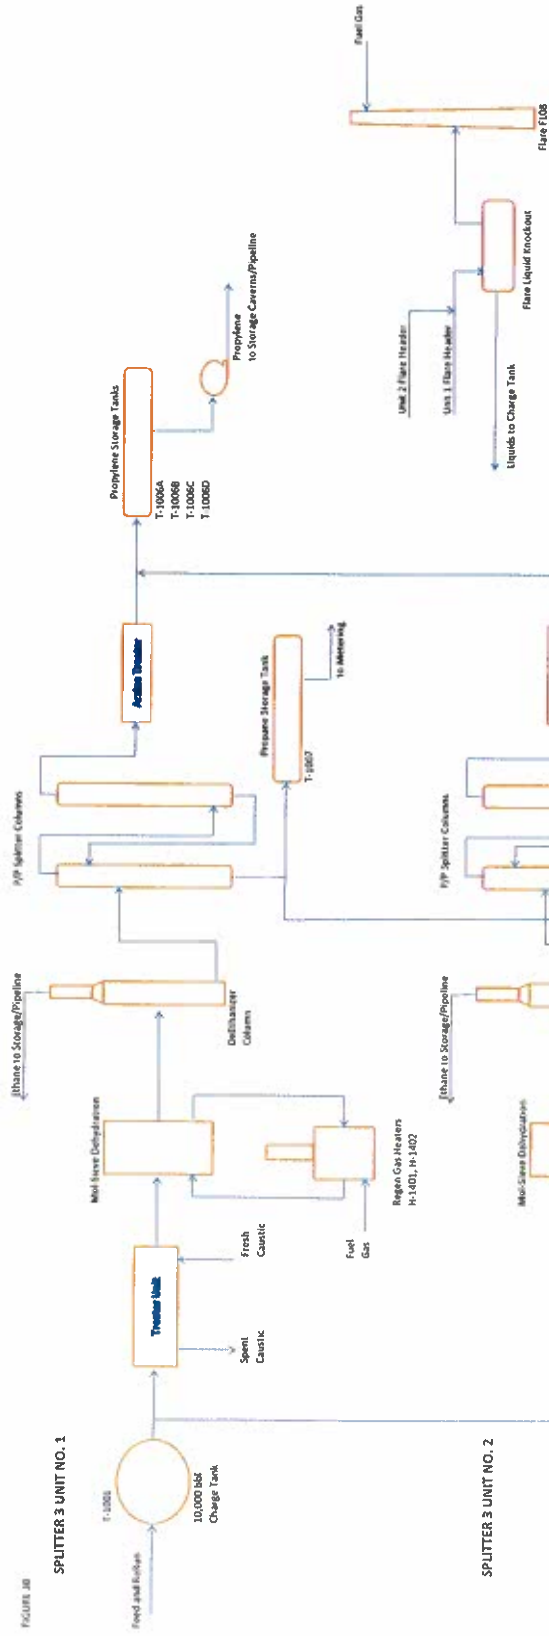 FIGURE 3B
SPLITTER 3 UNIT NO. 1
Feed and
T-1001
10,000 bbl
Charge Tank
Treater Unit
Spent
Caustic
Fresh
Caustic
Mol-Sieve Dehydration
Fuel
Gas
Regen Gas Heaters
H-1401, H-1402
Ethane to Storage/Pipeline
DeEthanizer
Column
P/P Splitter Columns
Treater
Propane Storage Tank
T-1007
to Metering
Propylene Storage Tanks
T-1006A
T-1006B
T-1006C
T-1006D
Propylene
to Storage Caverns/Pipeline
Unit 2 Flare Header
Unit 1 Flare Header
Liquids to Charge Tank
Flare Liquid Knockout
Fuel Gas
Flare F108
SPLITTER 3 UNIT NO. 2
Mol-Sieve Dehydration
Ethane to Storage/Pipeline
P/P Splitter Columns